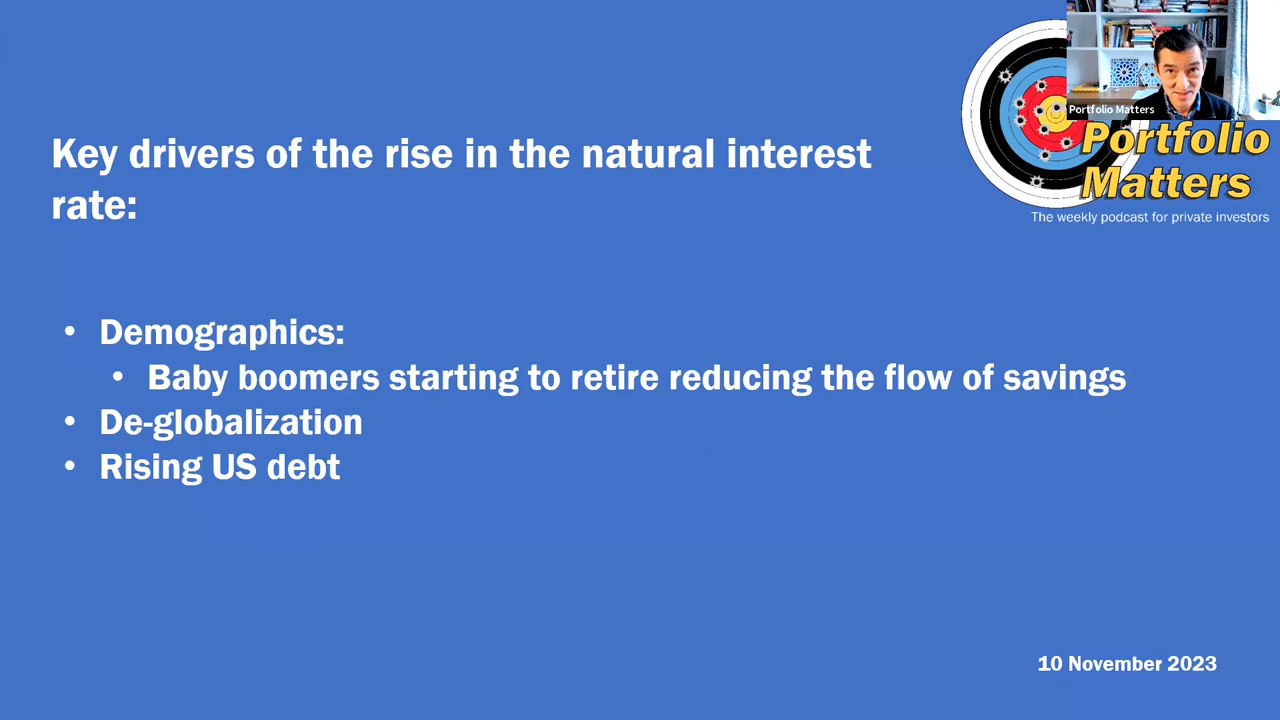 Key drivers of the rise in the natural interest
rate:
Portfolio Matters
Portfolio
Matters
The weekly podcast for private investors
• Demographics:
• Baby boomers starting to retire reducing the flow of savings
• De-globalization
• Rising US debt
10 November 2023